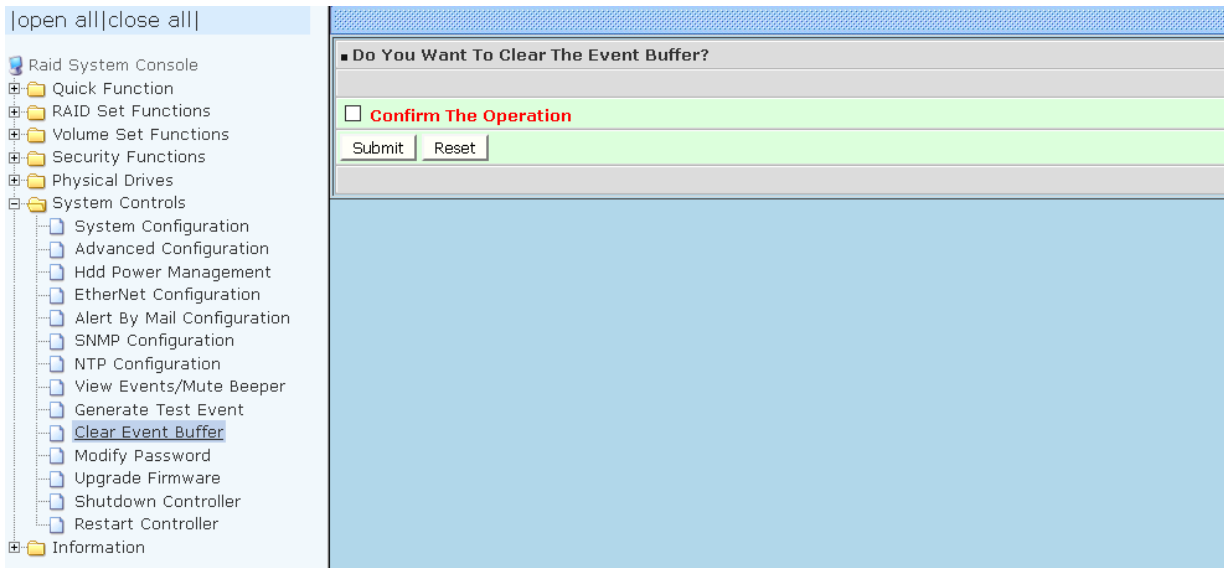 |open all|close all|
Raid System Console
Quick Function
RAID Set Functions
Volume Set Functions
Security Functions
Physical Drives
System Controls
System Configuration
Advanced Configuration
Hdd Power Management
EtherNet Configuration
Alert By Mail Configuration
SNMP Configuration
NTP Configuration
View Events/Mute Beeper
Generate Test Event
Clear Event Buffer
Modify Password
Upgrade Firmware
Shutdown Controller
Restart Controller
Information
Do You Want To Clear The Event Buffer?
Confirm The Operation
Submit Reset